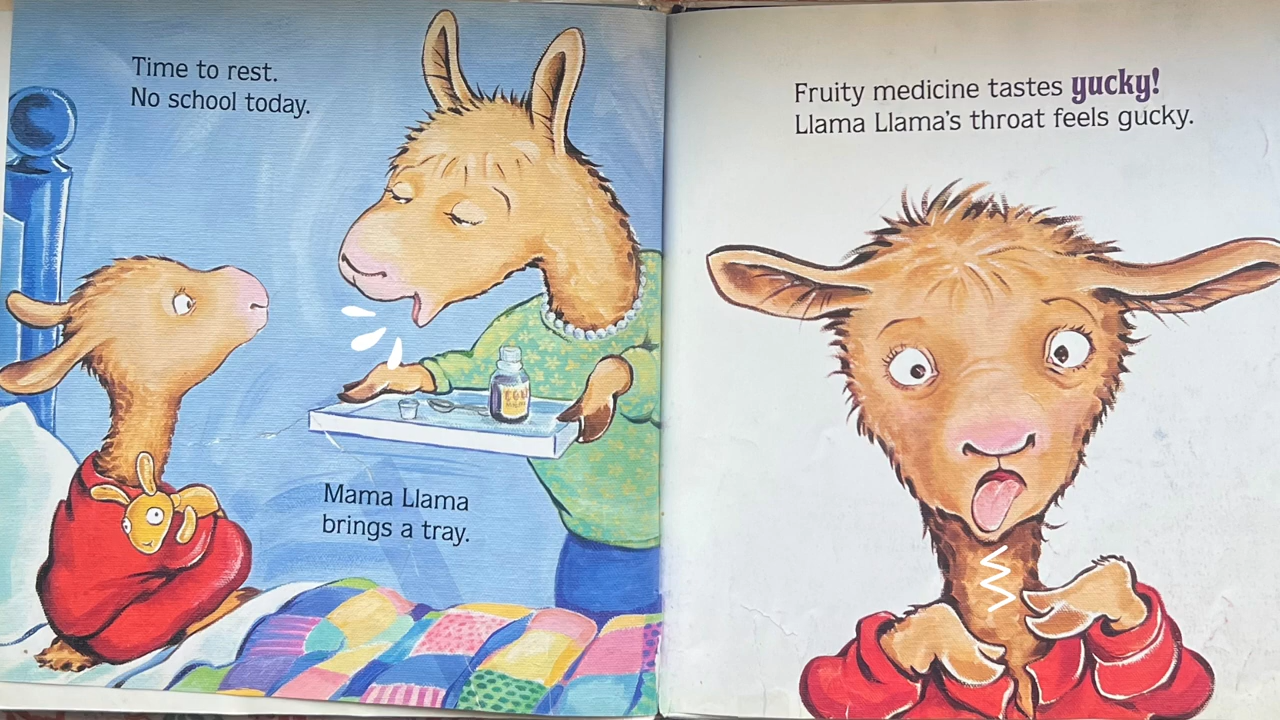 Time to rest.
No school today.
Mama Llama
brings a tray.
Fruity medicine tastes yucky!
Llama Llama's throat feels gucky.